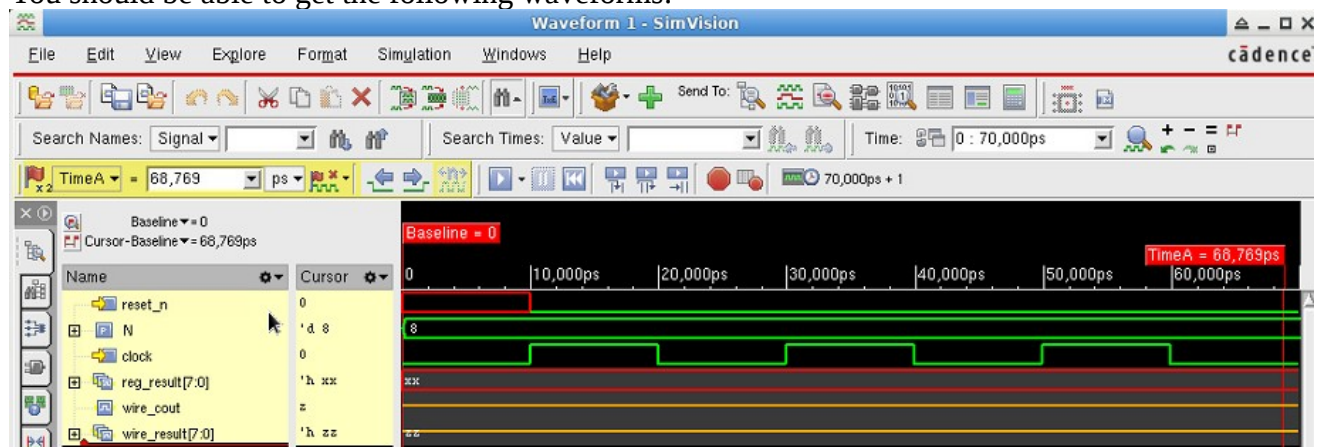 You should be able to get the following waveforms:
Waveform 1 - SimVision
File Edit View Explore Format Simulation Windows Help cādence
Send To:
Search Names: Signal Search Times: Value Time: 0 : 70,000ps
x2 TimeA = 68,769 ps 70,000ps + 1
Baseline = 0
Cursor-Baseline = 68,769ps
Baseline = 0
TimeA = 68,769ps
Name Cursor 0 10,000ps 20,000ps 30,000ps 40,000ps 50,000ps 60,000ps
reset_n 0
N 'd 8 8
clock 0
reg_result[7:0] 'h xx xx
wire_cout z
wire_result[7:0] 'h zz zz